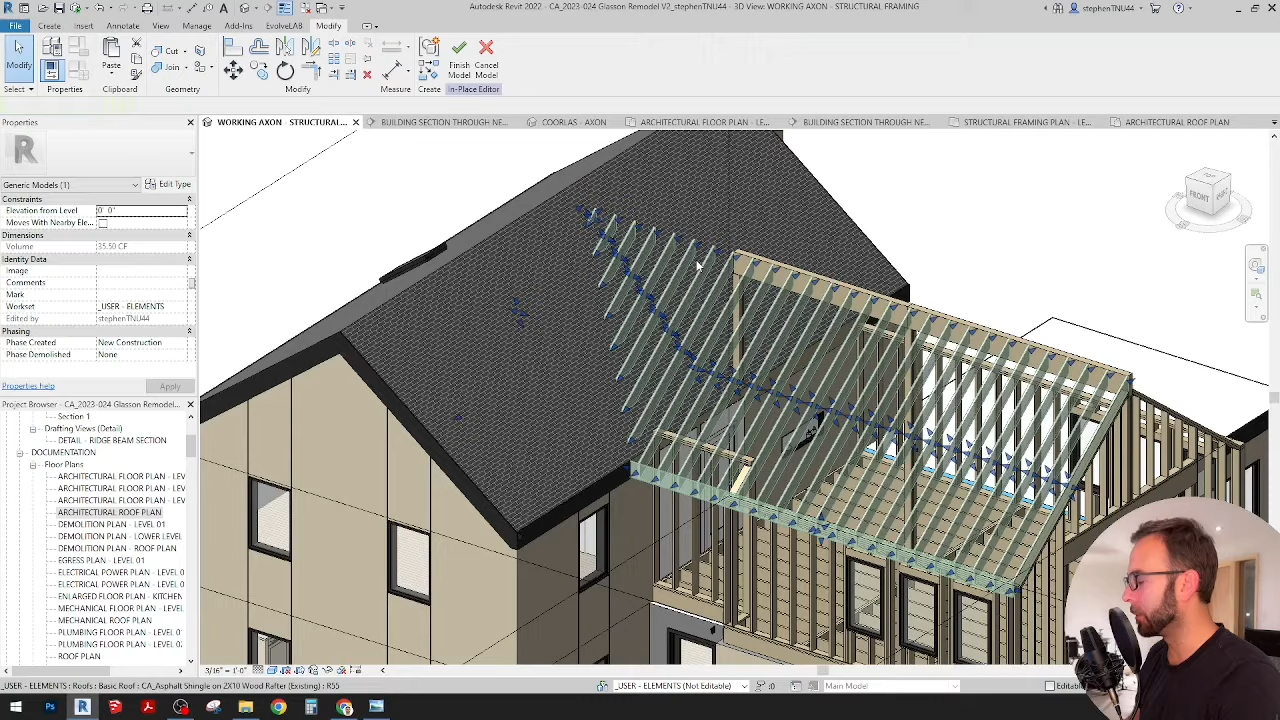 Autodesk Revit 2022 - CA_2023-024 Glasson Remodel V2_stephenTNU44 - 3D View: WORKING AXON - STRUCTURAL FRAMING
stephenTNU44
File Create Insert Annotate View Manage Add-Ins EvolveLAB Modify
Modify
Paste
Cut
Join
Finish Model
Cancel Model
Select Properties Clipboard Geometry Modify Measure Create In-Place Editor
Properties
WORKING AXON - STRUCTURAL...
BUILDING SECTION THROUGH NE...
COORLAS - AXON
ARCHITECTURAL FLOOR PLAN - LE...
BUILDING SECTION THROUGH NE...
STRUCTURAL FRAMING PLAN - LE...
ARCHITECTURAL ROOF PLAN
R
Generic Models (1)
Edit Type
Constraints
Elevation from Level 0' 0"
Moves With Nearby Ele...
Dimensions
Volume 35.50 CF
Identity Data
Image
Comments
Mark
Workset _USER - ELEMENTS
Edited by stephenTNU44
Phasing
Phase Created New Construction
Phase Demolished None
Properties help
Apply
Project Browser - CA_2023-024 Glasson Remodel...
Section 1
Drafting Views (Detail)
DETAIL - RIDGE BEAM SECTION
DOCUMENTATION
Floor Plans
ARCHITECTURAL FLOOR PLAN - LEV
ARCHITECTURAL FLOOR PLAN - LEV
ARCHITECTURAL FLOOR PLAN - LEV
ARCHITECTURAL ROOF PLAN
DEMOLITION PLAN - LEVEL 01
DEMOLITION PLAN - LOWER LEVEL
DEMOLITION PLAN - ROOF PLAN
EGRESS PLAN - LEVEL 01
ELECTRICAL POWER PLAN - LEVEL 0
ELECTRICAL POWER PLAN - LEVEL 0
ENLARGED FLOOR PLAN - KITCHEN
MECHANICAL FLOOR PLAN - LEVEL
MECHANICAL ROOF PLAN
PLUMBING FLOOR PLAN - LEVEL 0
PLUMBING FLOOR PLAN - LEVEL 0
ROOF PLAN
TOP
FRONT
3/16" = 1'-0"
_USER - ELEMENTS : Roofs : Basic Roof : CA_Asphalt Shingle on 2X10 Wood Rafter (Existing) : R55
_USER - ELEMENTS (Not Editable)
:0
Main Model